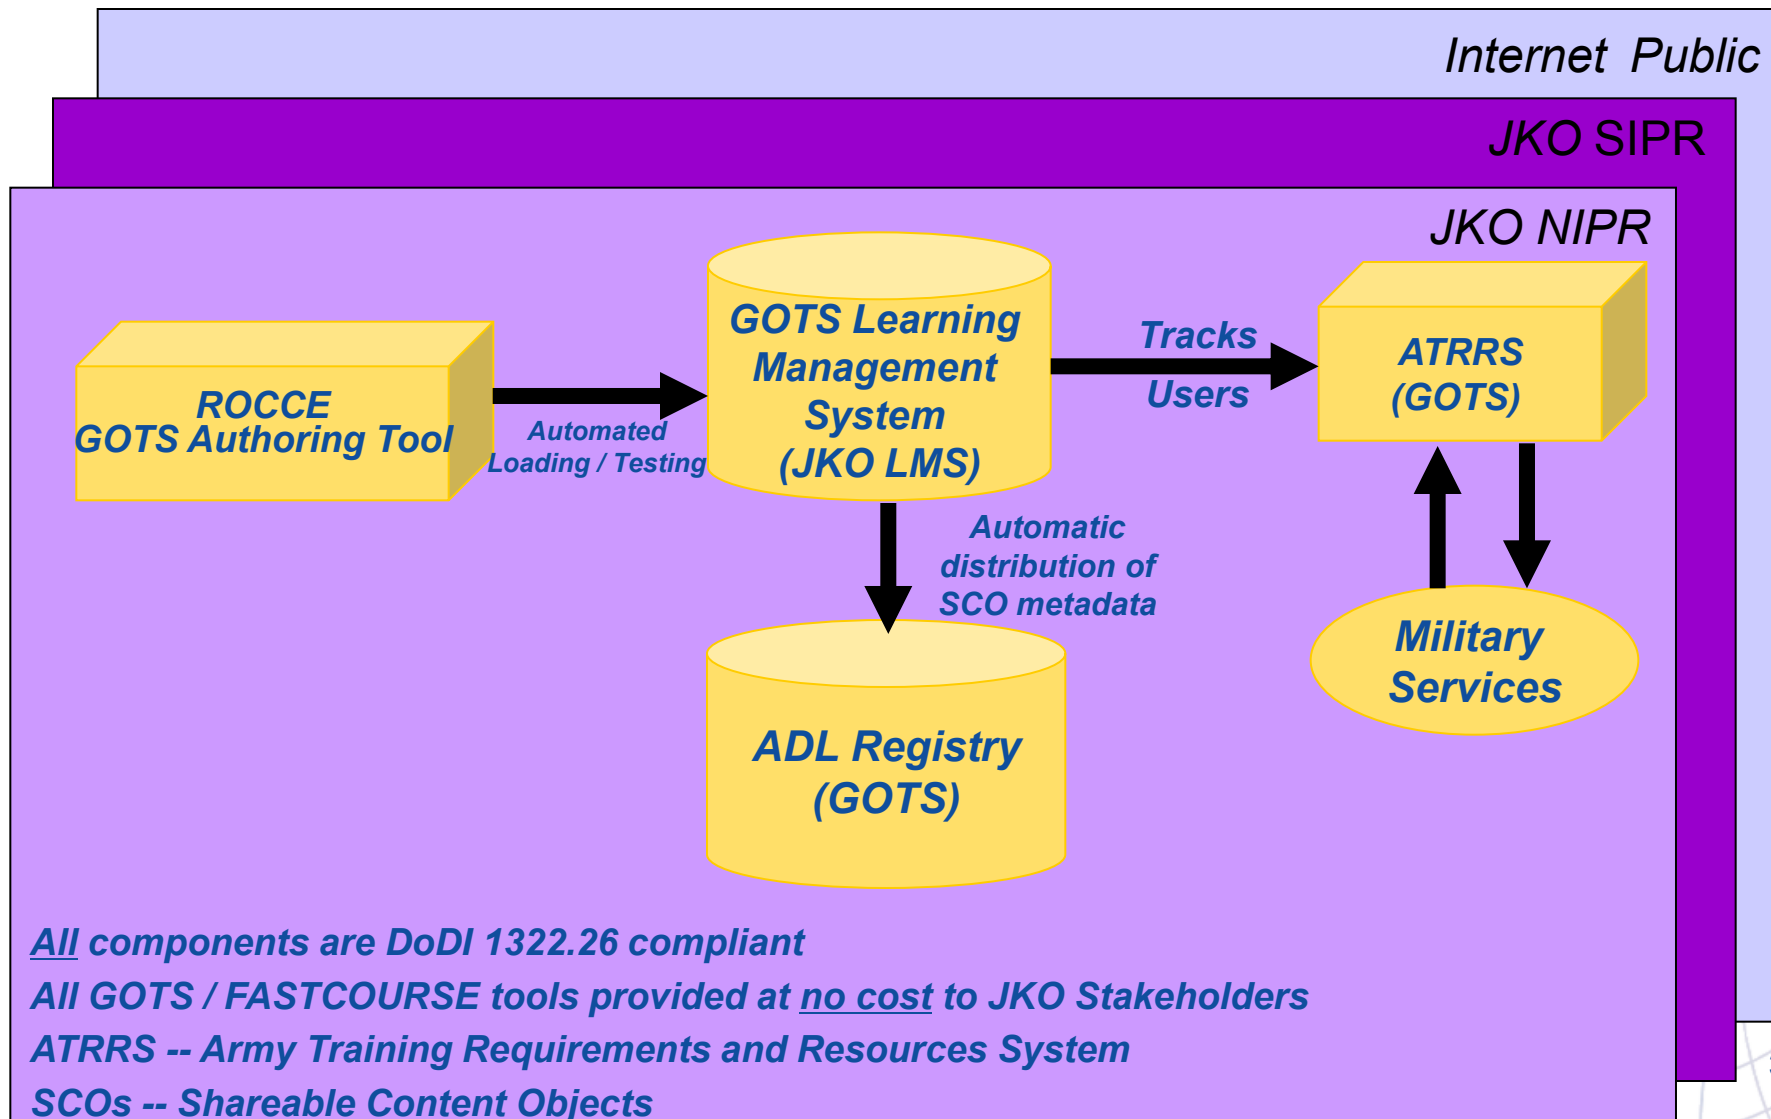 Internet Public
JKO SIPR
JKO NIPR
ROCCE
GOTS Authoring Tool
Automated
Loading / Testing
GOTS Learning
Management
System
(JKO LMS)
Tracks
Users
ATRRS
(GOTS)
Automatic
distribution of
SCO metadata
Military
Services
ADL Registry
(GOTS)
All components are DoDI 1322.26 compliant
All GOTS / FASTCOURSE tools provided at no cost to JKO Stakeholders
ATRRS -- Army Training Requirements and Resources System
SCOs -- Shareable Content Objects